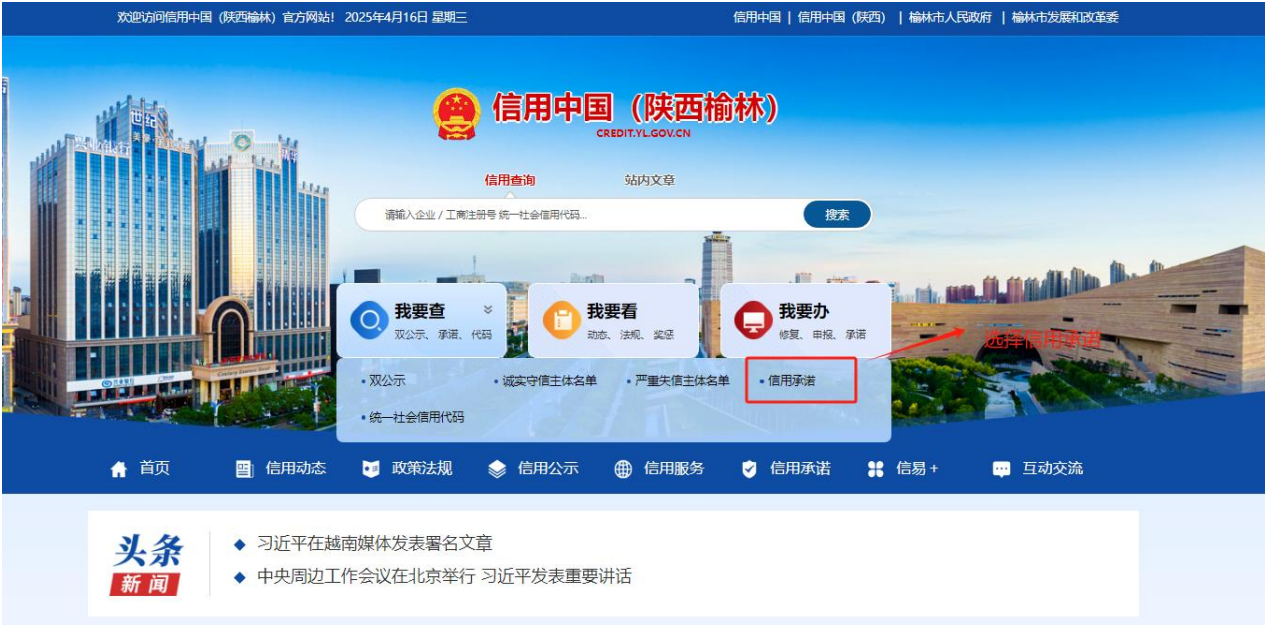 欢迎访问信用中国（陕西榆林）官方网站! 2025年4月16日 星期三
信用中国 | 信用中国（陕西） | 榆林市人民政府 | 榆林市发展和改革委
信用中国（陕西榆林）
CREDIT.YL.GOV.CN
信用查询 站内文章
请输入企业 / 工商注册号 统一社会信用代码... 搜索
世纪
兴业银行
我要查 我要看 我要办
双公示、承诺、代码 动态、法规、奖惩 修复、申报、承诺
选择信用承诺
• 双公示 • 诚实守信主体名单 • 严重失信主体名单 • 信用承诺
• 统一社会信用代码
首页 信用动态 政策法规 信用公示 信用服务 信用承诺 信易+ 互动交流
头条
新闻
◆ 习近平在越南媒体发表署名文章
◆ 中央周边工作会议在北京举行 习近平发表重要讲话